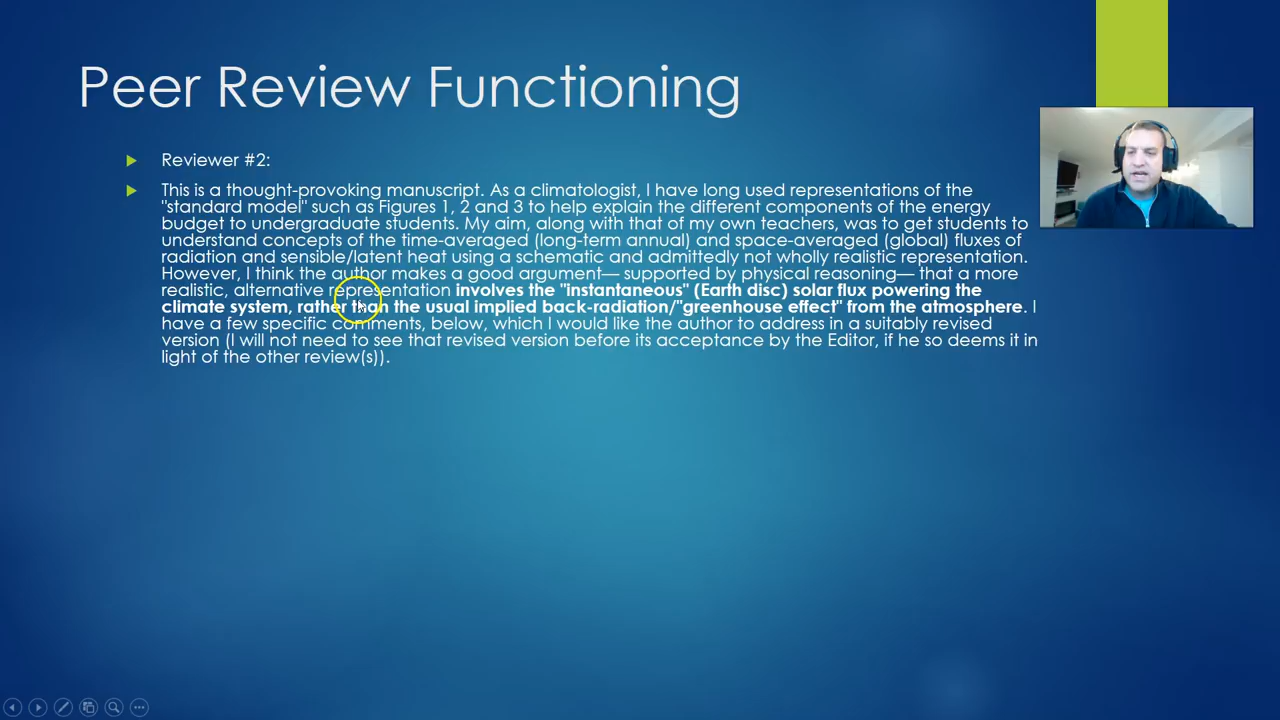 Peer Review Functioning
Reviewer #2:
This is a thought-provoking manuscript. As a climatologist, I have long used representations of the
"standard model" such as Figures 1, 2 and 3 to help explain the different components of the energy
budget to undergraduate students. My aim, along with that of my own teachers, was to get students to
understand concepts of the time-averaged (long-term annual) and space-averaged (global) fluxes of
radiation and sensible/latent heat using a schematic and admittedly not wholly realistic representation.
However, I think the author makes a good argument— supported by physical reasoning— that a more
realistic, alternative representation involves the "instantaneous" (Earth disc) solar flux powering the
climate system, rather than the usual implied back-radiation/"greenhouse effect" from the atmosphere. I
have a few specific comments, below, which I would like the author to address in a suitably revised
version (I will not need to see that revised version before its acceptance by the Editor, if he so deems it in
light of the other review(s)).